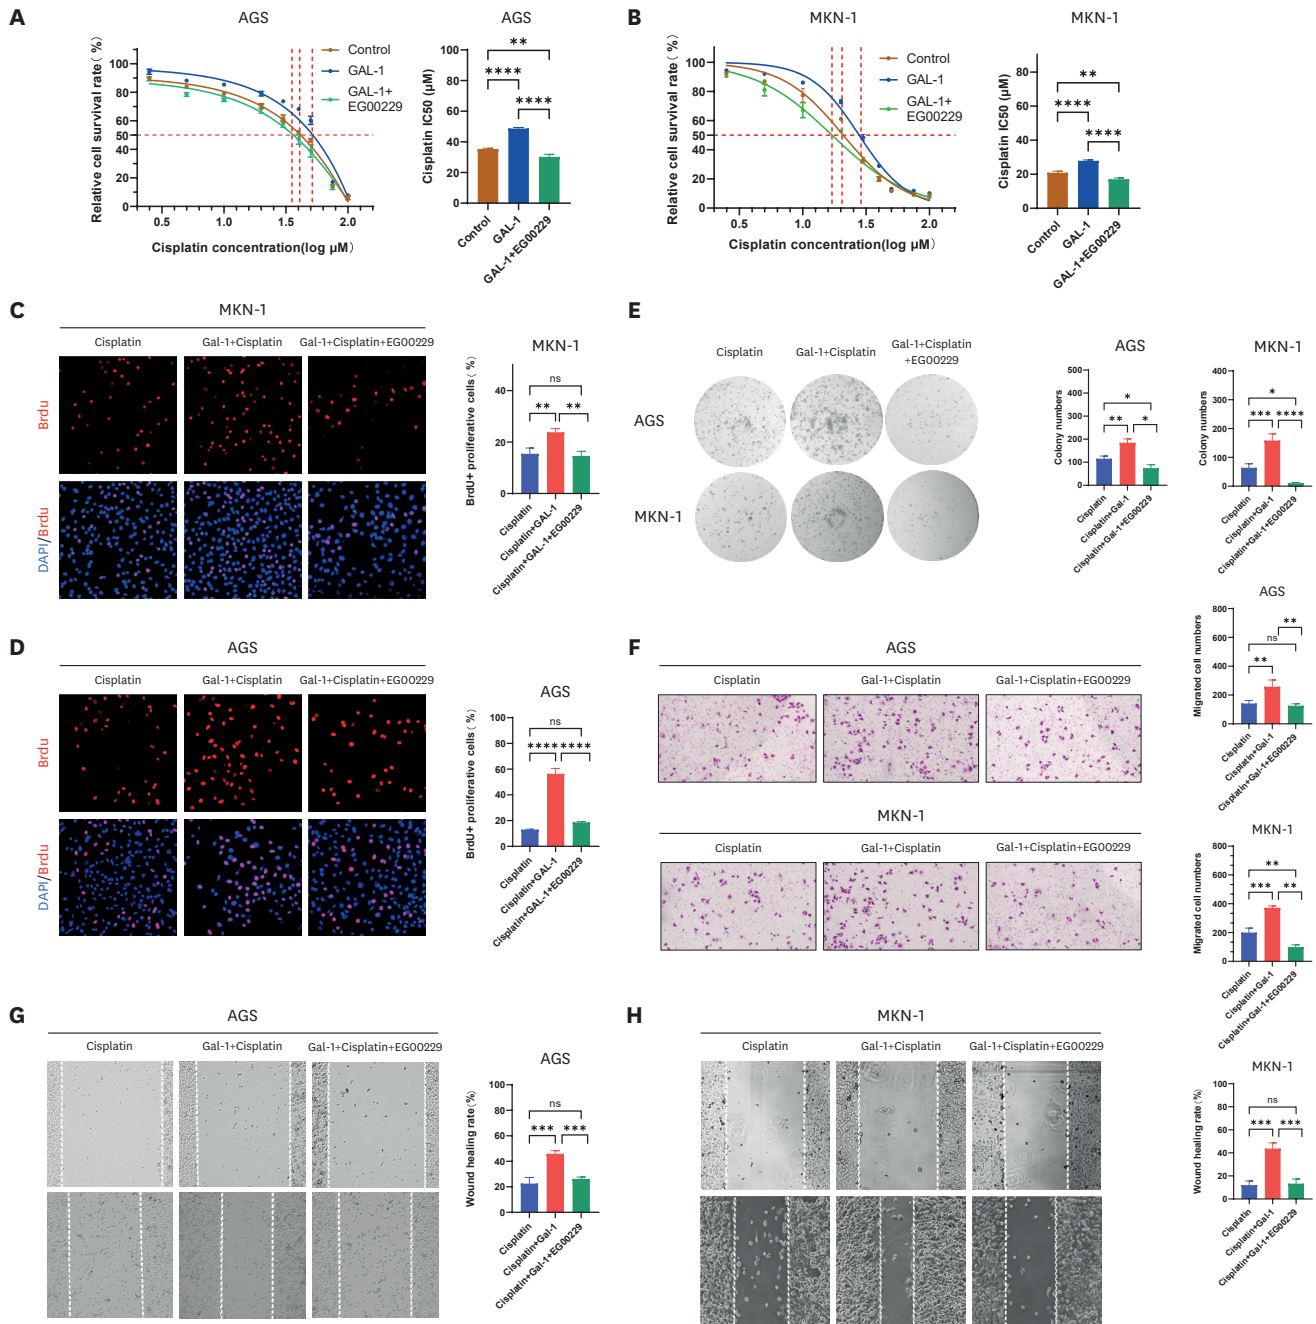 A
AGS
Relative cell survival rate( %)
100
80
60
50
40
20
0
0.5
1.0
1.5
2.0
Cisplatin concentration(log μM)
Control
GAL-1
GAL-1+
EG00229
AGS
Cisplatin IC50 (μM)
100
80
60
40
20
0
**
****
****
Control
GAL-1
GAL-1+EG00229
B
MKN-1
Relative cell survival rate( %)
100
80
60
50
40
20
0
0.5
1.0
1.5
2.0
Cisplatin concentration(log μM)
Control
GAL-1
GAL-1+
EG00229
MKN-1
Cisplatin IC50 (μM)
80
60
40
20
0
**
****
****
Control
GAL-1
GAL-1+EG00229
C
MKN-1
Cisplatin
Gal-1+Cisplatin
Gal-1+Cisplatin+EG00229
Brdu
DAPI/Brdu
MKN-1
BrdU+ proliferative cells( %)
40
20
0
ns
**
**
Cisplatin
Cisplatin+GAL-1
Cisplatin+GAL-1+EG00229
E
Cisplatin
Gal-1+Cisplatin
Gal-1+Cisplatin
+EG00229
AGS
MKN-1
AGS
Colony numbers
500
400
300
200
100
0
*
**
*
Cisplatin
Cisplatin+Gal-1
Cisplatin+Gal-1+EG00229
MKN-1
Colony numbers
400
300
200
100
0
*
***
****
Cisplatin
Cisplatin+Gal-1
Cisplatin+Gal-1+EG00229
D
AGS
Cisplatin
Gal-1+Cisplatin
Gal-1+Cisplatin+EG00229
Brdu
DAPI/Brdu
AGS
BrdU+ proliferative cells( %)
100
80
60
40
20
0
ns
****
****
Cisplatin
Cisplatin+GAL-1
Cisplatin+GAL-1+EG00229
F
AGS
Cisplatin
Gal-1+Cisplatin
Gal-1+Cisplatin+EG00229
MKN-1
Cisplatin
Gal-1+Cisplatin
Gal-1+Cisplatin+EG00229
AGS
Migrated cell numbers
800
600
400
200
0
**
ns
**
Cisplatin
Cisplatin+Gal-1
Cisplatin+Gal-1+EG00229
MKN-1
Migrated cell numbers
800
600
400
200
0
**
***
**
Cisplatin
Cisplatin+Gal-1
Cisplatin+Gal-1+EG00229
G
AGS
Cisplatin
Gal-1+Cisplatin
Gal-1+Cisplatin+EG00229
AGS
Wound healing rate(%)
100
80
60
40
20
0
ns
***
***
Cisplatin
Cisplatin+Gal-1
Cisplatin+Gal-1+EG00229
H
MKN-1
Cisplatin
Gal-1+Cisplatin
Gal-1+Cisplatin+EG00229
MKN-1
Wound healing rate(%)
100
80
60
40
20
0
ns
***
***
Cisplatin
Cisplatin+Gal-1
Cisplatin+Gal-1+EG00229